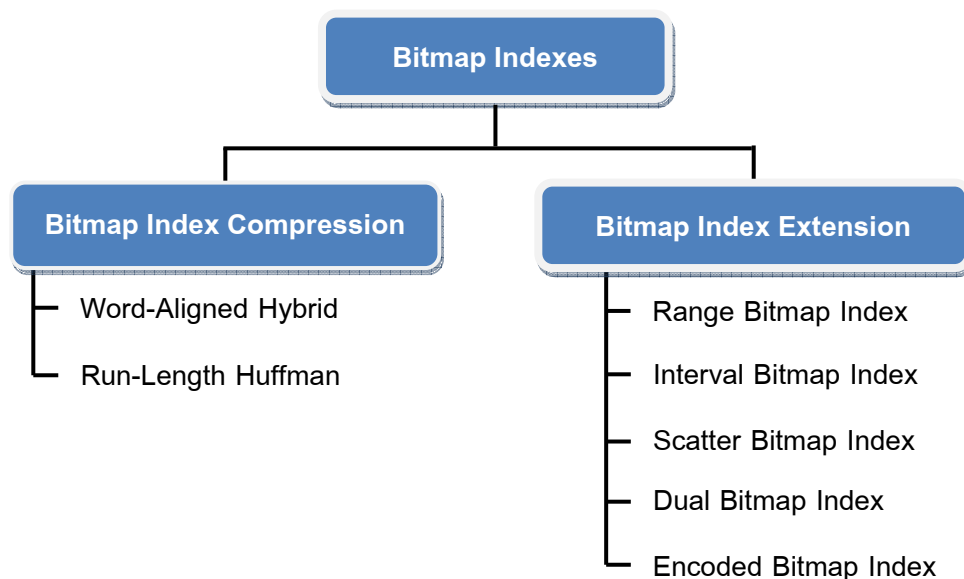 Bitmap Indexes
Bitmap Index Compression
Word-Aligned Hybrid
Run-Length Huffman
Bitmap Index Extension
Range Bitmap Index
Interval Bitmap Index
Scatter Bitmap Index
Dual Bitmap Index
Encoded Bitmap Index